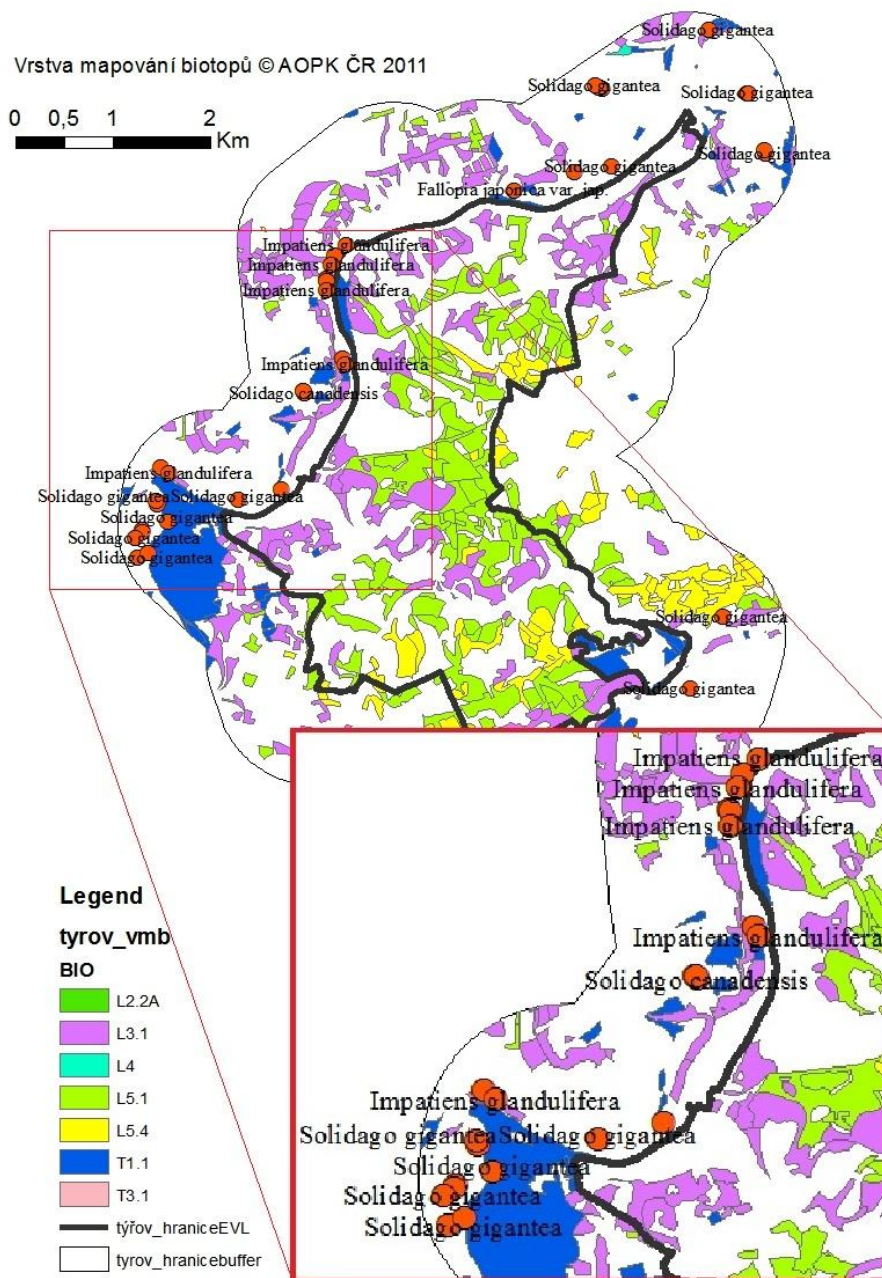 Solidago gigantea
Vrstva mapování biotopů © AOPK ČR 2011
Solidago gigantea
Solidago gigantea
0 0,5 1 2
Km
Solidago gigantea
Solidago gigantea
Fallopia japonica var. jap.
Impatiens glandulifera
Impatiens glandulifera
Impatiens glandulifera
Impatiens glandulifera
Solidago canadensis
Impatiens glandulifera
Solidago gigantea Solidago gigantea
Solidago gigantea
Solidago gigantea
Solidago gigantea
Solidago gigantea
Solidago gigantea
Impatiens glandulifera
Impatiens glandulifera
Impatiens glandulifera
Impatiens glandulifera
Solidago canadensis
Impatiens glandulifera
Solidago gigantea Solidago gigantea
Solidago gigantea
Solidago gigantea
Solidago gigantea
Legend
tyrov_vmb
BIO
L2.2A
L3.1
L4
L5.1
L5.4
T1.1
T3.1
týřov_hraniceEVL
tyrov_hranicebuffer